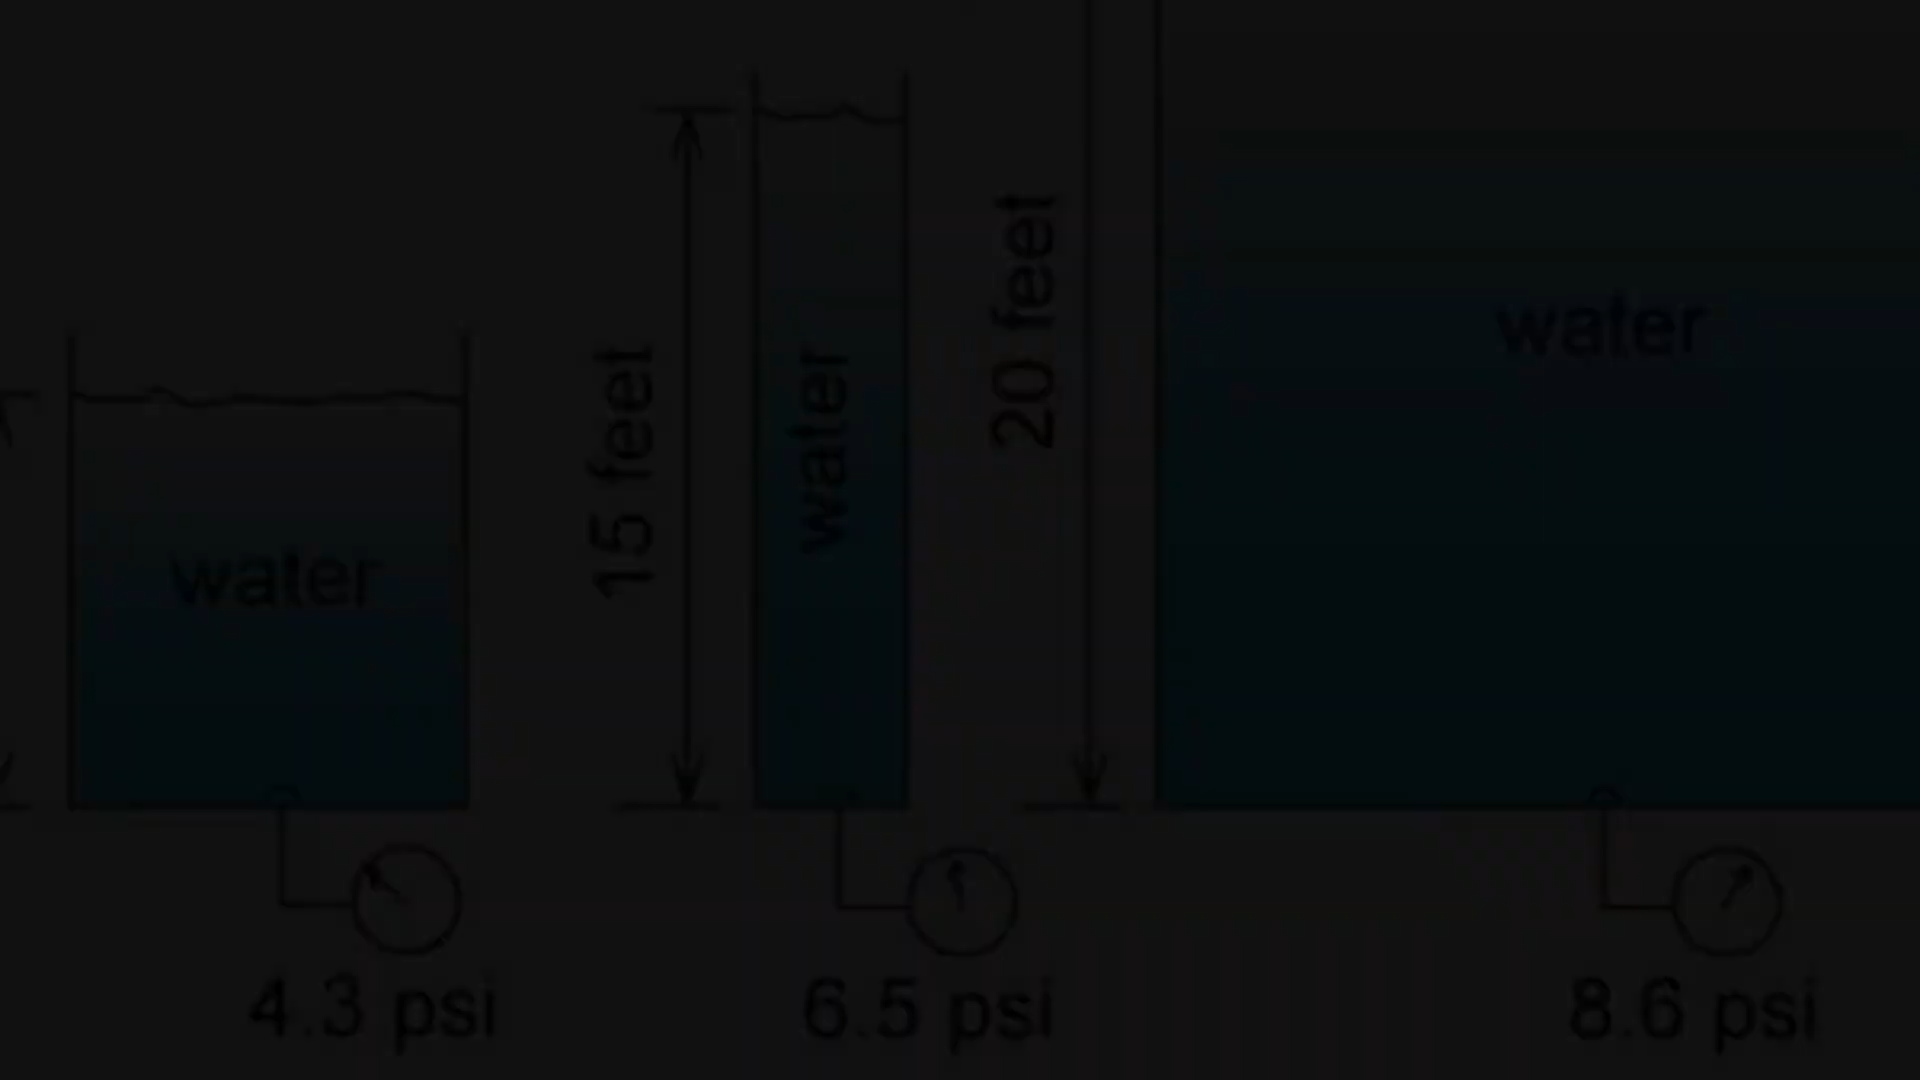 water
15 feet
water
20 feet
water
4.3 psi
6.5 psi
8.6 psi